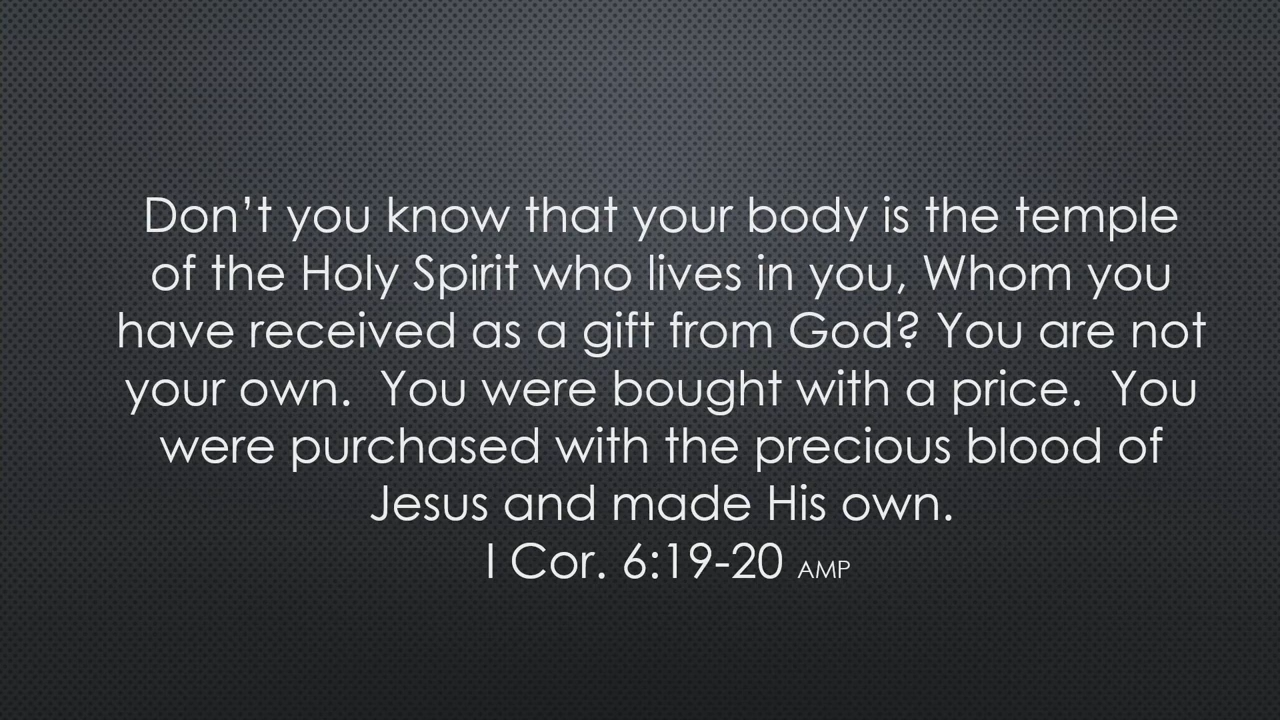 Don’t you know that your body is the temple
of the Holy Spirit who lives in you, Whom you
have received as a gift from God? You are not
your own.  You were bought with a price.  You
were purchased with the precious blood of
Jesus and made His own.
I Cor. 6:19-20 AMP